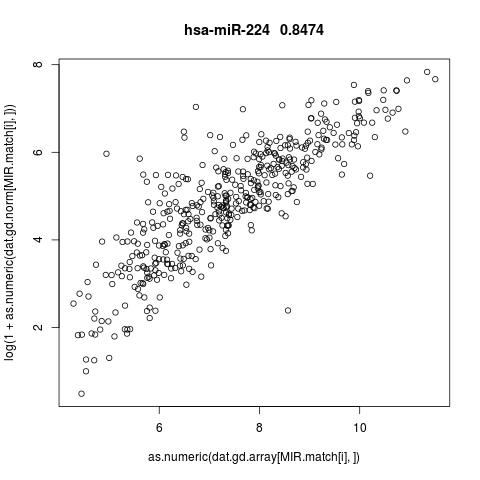 hsa-miR-224 0.8474
log(1 + as.numeric(dat.gd.norm[MIR.match[i], ]))
8
6
4
2
6 8 10
as.numeric(dat.gd.array[MIR.match[i], ])